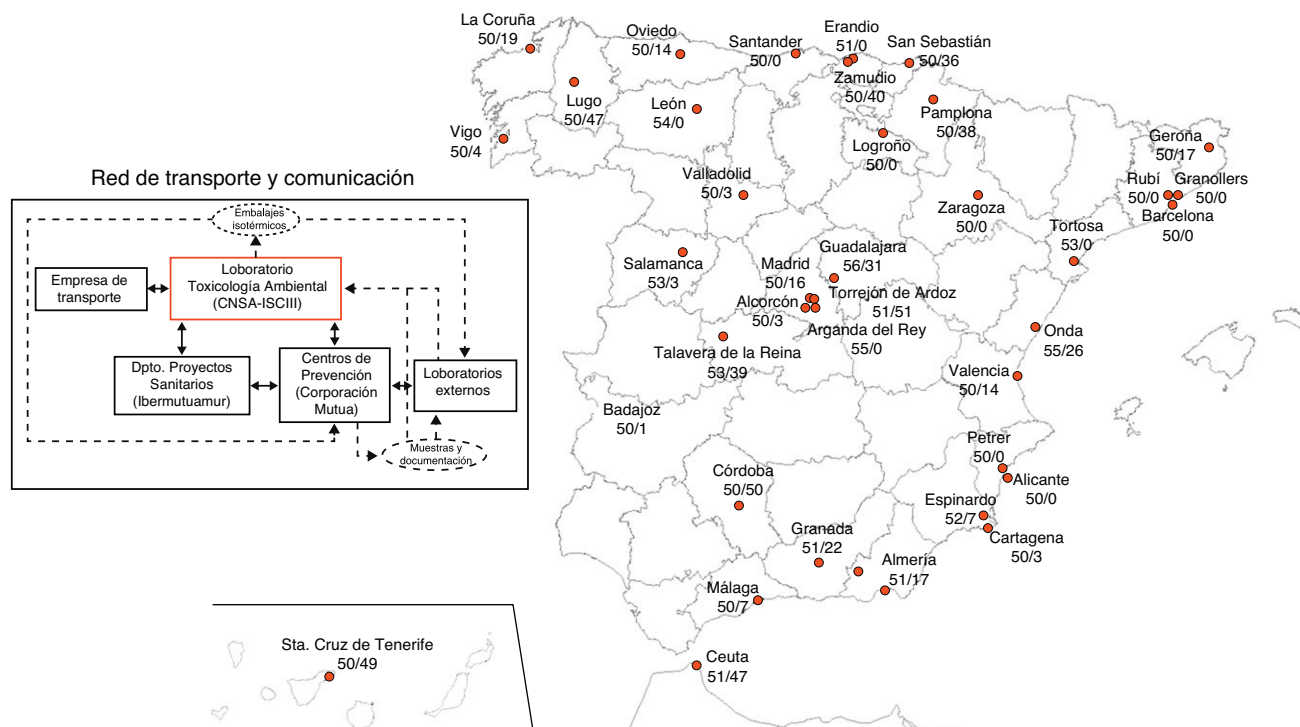 La Coruña
50/19
Oviedo
50/14
Santander
50/0
Erandio
51/0
San Sebastián
50/36
Zamudio
50/40
Lugo
50/47
León
54/0
Pamplona
50/38
Vigo
50/4
Logroño
50/0
Gerona
50/17
Valladolid
50/3
Zaragoza
50/0
Rubí
50/0
Granollers
50/0
Barcelona
50/0
Tortosa
53/0
Salamanca
53/3
Madrid
50/16
Guadalajara
56/31
Alcorcón
50/3
Torrejón de Ardoz
51/51
Arganda del Rey
55/0
Onda
55/26
Talavera de la Reina
53/39
Valencia
50/14
Badajoz
50/1
Petrer
50/0
Alicante
50/0
Córdoba
50/50
Espinardo
52/7
Cartagena
50/3
Granada
51/22
Almería
51/17
Málaga
50/7
Ceuta
51/47
Sta. Cruz de Tenerife
50/49
Red de transporte y comunicación
Embalajes
isotérmicos
Empresa de
transporte
Laboratorio
Toxicología Ambiental
(CNSA-ISCIII)
Dpto. Proyectos
Sanitarios
(Ibermutuamur)
Centros de
Prevención
(Corporación
Mutua)
Laboratorios
externos
Muestras y
documentación